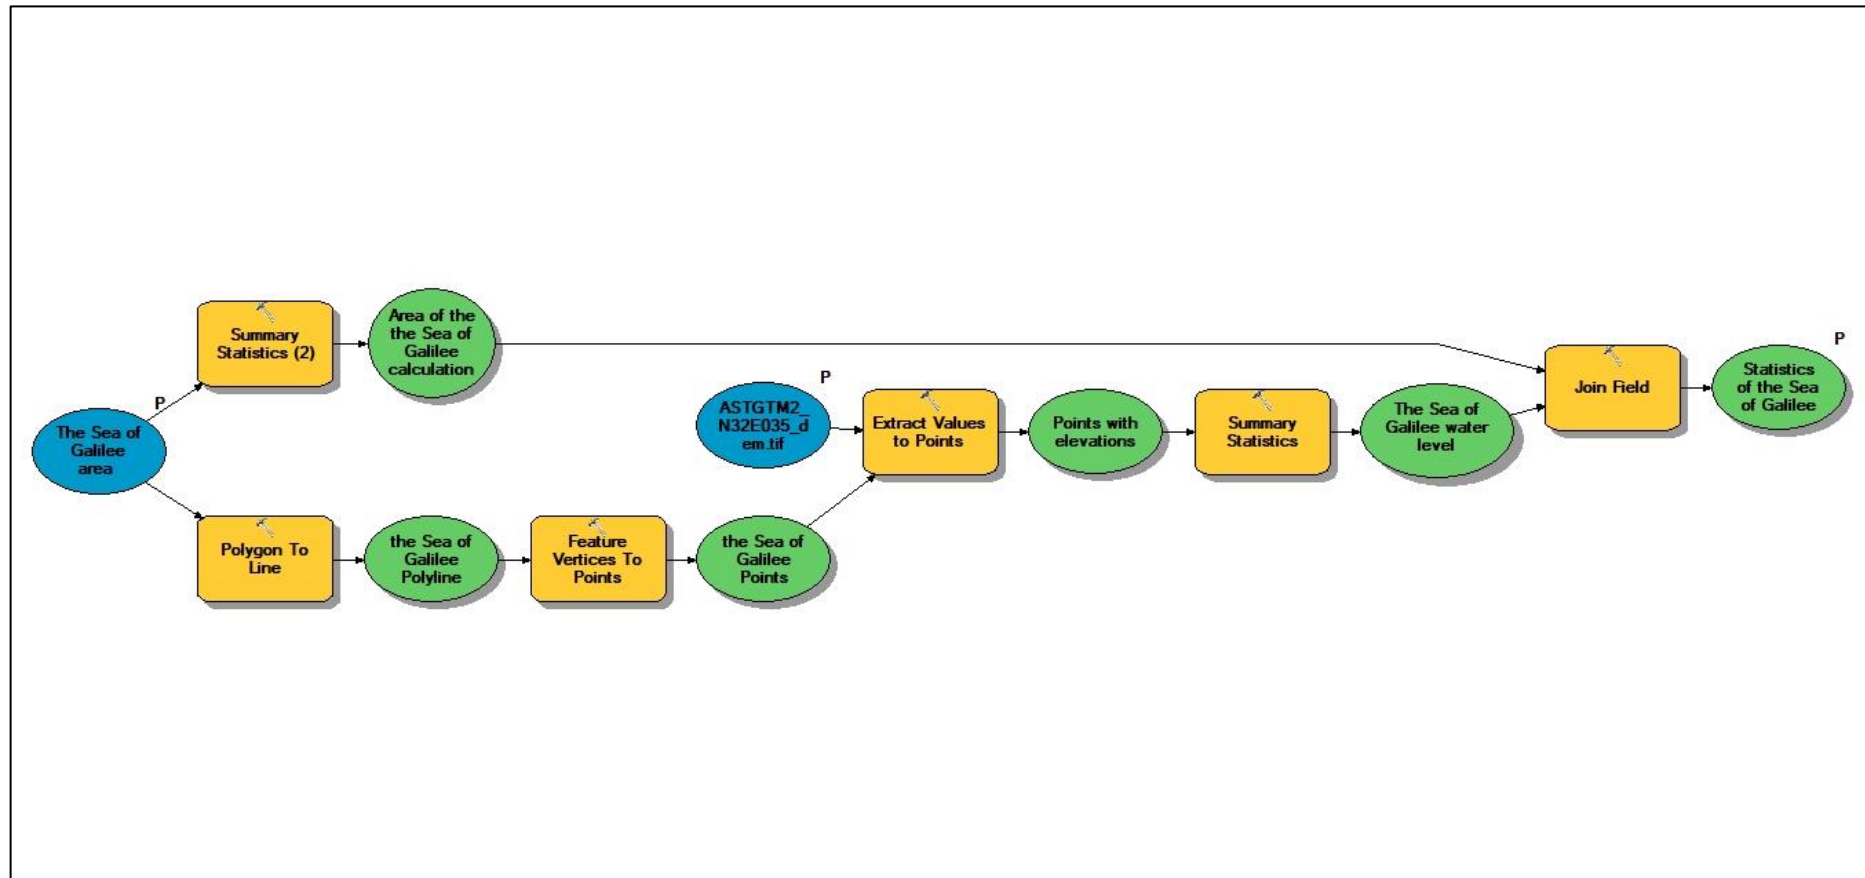 Summary
Statistics (2)
Area of the
the Sea of
Galilee
calculation
P
The Sea of
Galilee
area
Polygon To
Line
the Sea of
Galilee
Polyline
Feature
Vertices To
Points
the Sea of
Galilee
Points
P
ASTGTM2_
N32E035_d
em.tif
Extract Values
to Points
Points with
elevations
Summary
Statistics
The Sea of
Galilee water
level
Join Field
P
Statistics
of the Sea
of Galilee